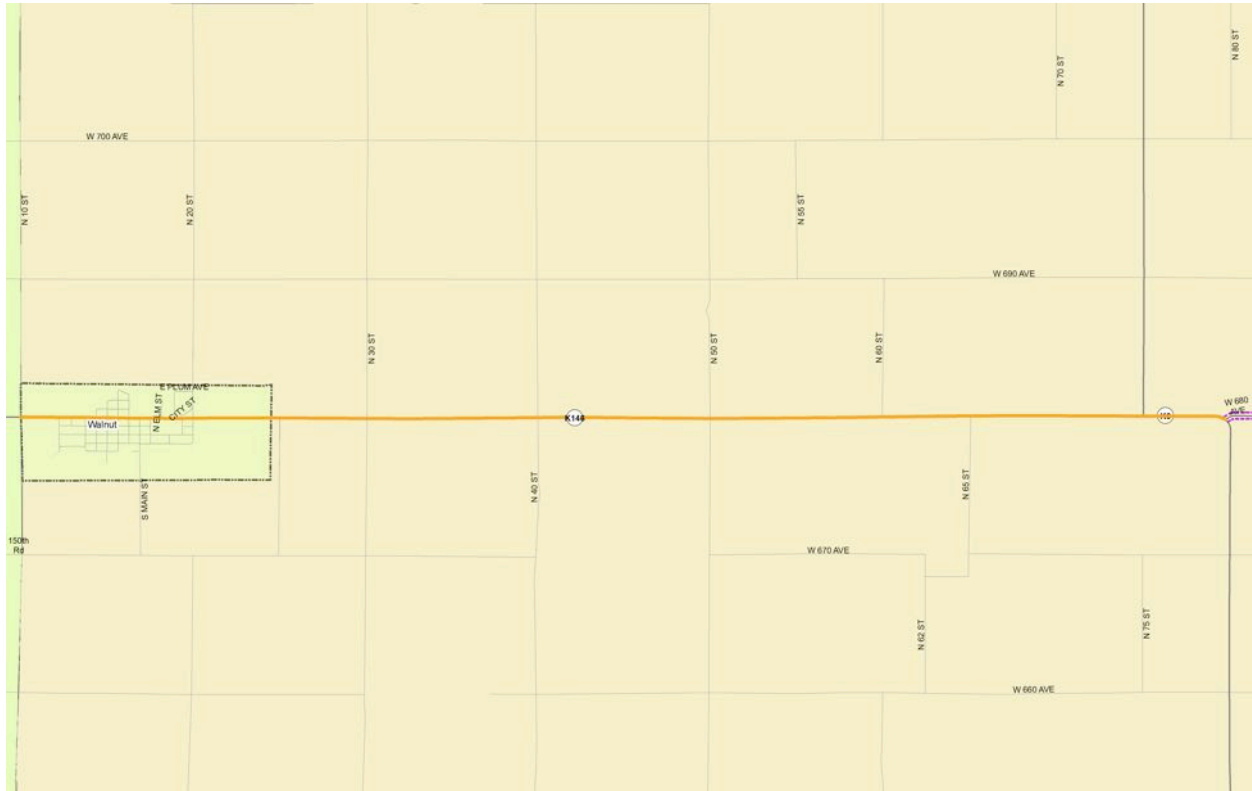 N 80 ST
N 70 ST
W 700 AVE
N 10 ST
N 20 ST
N 55 ST
W 690 AVE
N 30 ST
N 50 ST
N 60 ST
E PLUM AVE
N ELM ST
CITY ST
W 680
AVE
K146
Walnut
N 40 ST
N 65 ST
S MAIN ST
150th
Rd
W 670 AVE
N 62 ST
N 75 ST
W 660 AVE